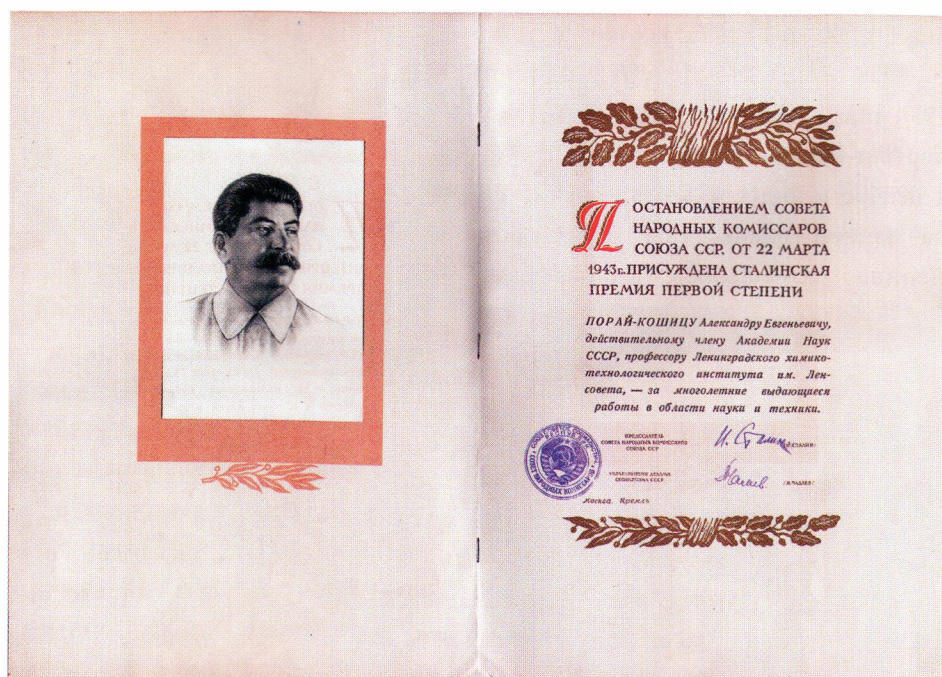 ПОСТАНОВЛЕНИЕМ СОВЕТА
НАРОДНЫХ КОМИССАРОВ
СОЮЗА ССР. ОТ 22 МАРТА
1943г. ПРИСУЖДЕНА СТАЛИНСКАЯ
ПРЕМИЯ ПЕРВОЙ СТЕПЕНИ
ПОРАЙ-КОШИЦУ Александру Евгеньевичу,
действительному члену Академии Наук
СССР, профессору Ленинградского химико-
технологического института им. Лен-
совета, — за многолетние выдающиеся
работы в области науки и техники.
ПРЕДСЕДАТЕЛЬ
СОВЕТА НАРОДНЫХ КОМИССАРОВ
СОЮЗА ССР
И. Сталин
УПРАВЛЯЮЩИЙ ДЕЛАМИ
СОВНАРКОМА СССР
Москва. Кремль